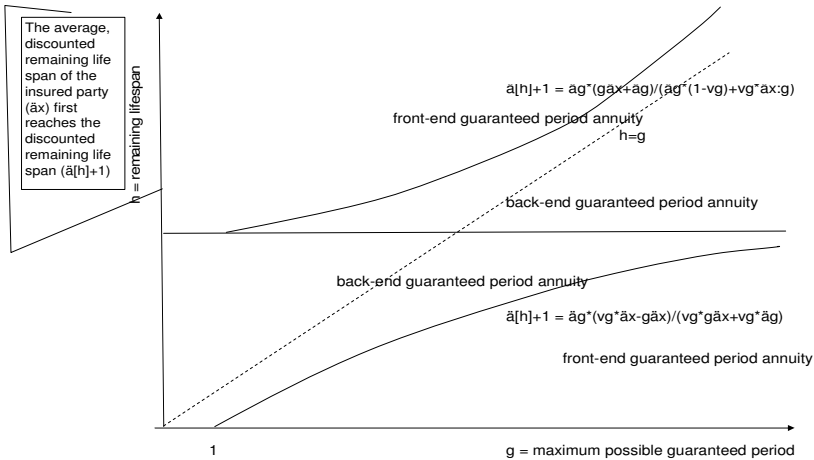 The average,
discounted
remaining life
span of the
insured party
(äx) first
reaches the
discounted
remaining life
span (ä[h]+1)
h = remaining lifespan
ä[h]+1 = äg*(gäx+äg)/(äg*(1-vg)+vg*äx:g)
front-end guaranteed period annuity
h=g
back-end guaranteed period annuity
back-end guaranteed period annuity
ä[h]+1 = äg*(vg*äx-gäx)/(vg*gäx+vg*äg)
front-end guaranteed period annuity
1
g = maximum possible guaranteed period